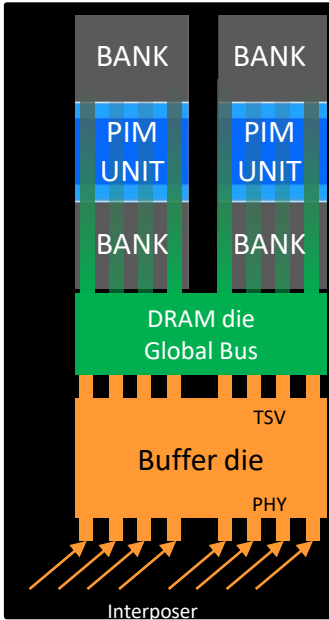 BANK
BANK
PIM
UNIT
PIM
UNIT
BANK
BANK
DRAM die
Global Bus
TSV
Buffer die
PHY
Interposer